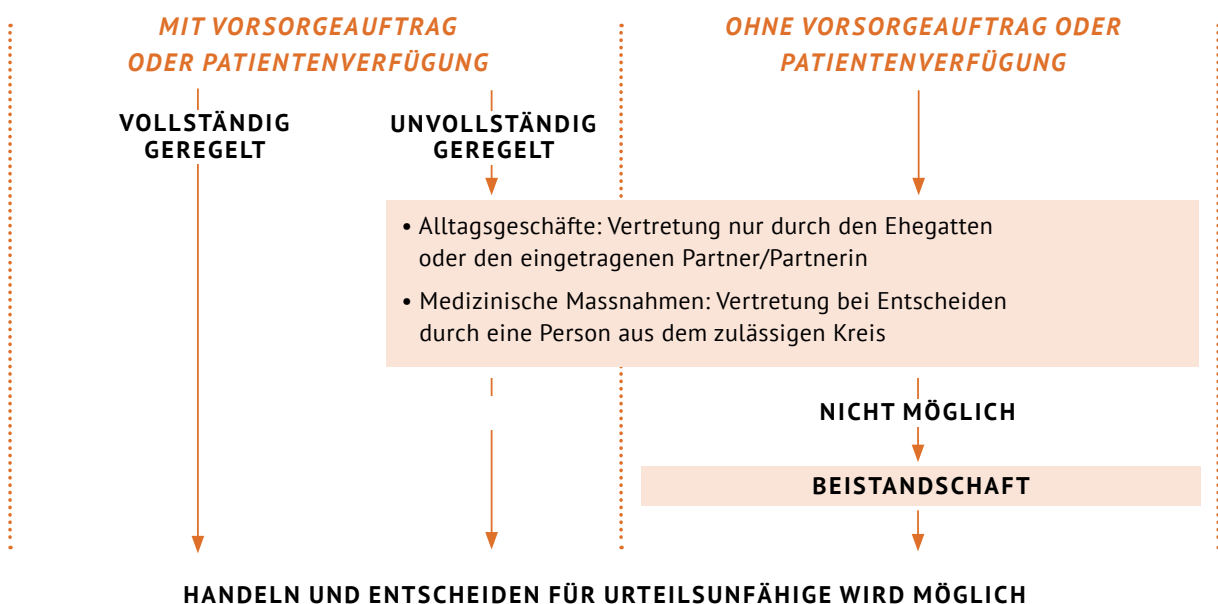 MIT VORSORGEAUFTRAG
ODER PATIENTENVERFÜGUNG
OHNE VORSORGEAUFTRAG ODER
PATIENTENVERFÜGUNG
VOLLSTÄNDIG
GEREGELT
UNVOLLSTÄNDIG
GEREGELT
• Alltagsgeschäfte: Vertretung nur durch den Ehegatten
oder den eingetragenen Partner/Partnerin
• Medizinische Massnahmen: Vertretung bei Entscheiden
durch eine Person aus dem zulässigen Kreis
NICHT MÖGLICH
BEISTANDSCHAFT
HANDELN UND ENTSCHEIDEN FÜR URTEILSUNFÄHIGE WIRD MÖGLICH